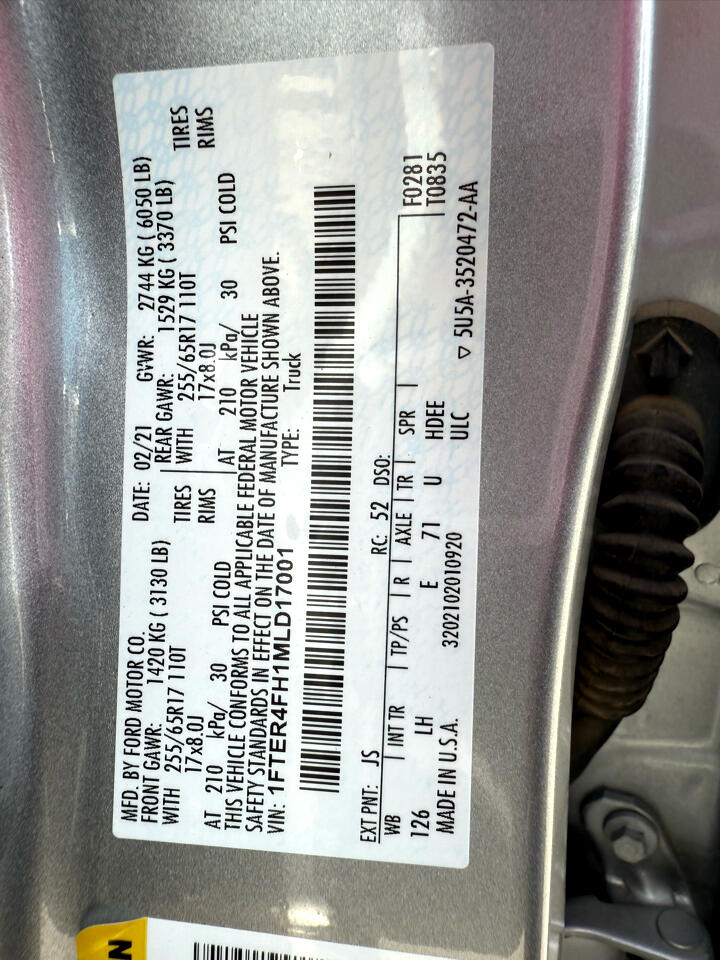 MFD. BY FORD MOTOR CO.
DATE: 02/21 GVWR: 2744 KG ( 6050 LB)
FRONT GAWR: 1420 KG ( 3130 LB) REAR GAWR: 1529 KG ( 3370 LB)
WITH 255/65R17 110T TIRES WITH 255/65R17 110T TIRES
17x8.0J RIMS 17x8.0J RIMS
AT 210 kPa/ 30 PSI COLD AT 210 kPa/ 30 PSI COLD
THIS VEHICLE CONFORMS TO ALL APPLICABLE FEDERAL MOTOR VEHICLE
SAFETY STANDARDS IN EFFECT ON THE DATE OF MANUFACTURE SHOWN ABOVE.
VIN: 1FTER4FH1MLD17001 TYPE: Truck
EXT PNT: JS RC: 52 DSO:
WB INT TR TP/PS R AXLE TR SPR F0281
126 LH E 71 U HDEE T0835
ULC
MADE IN U.S.A. 3202102010920 ▽ 5U5A-3520472-AA
N